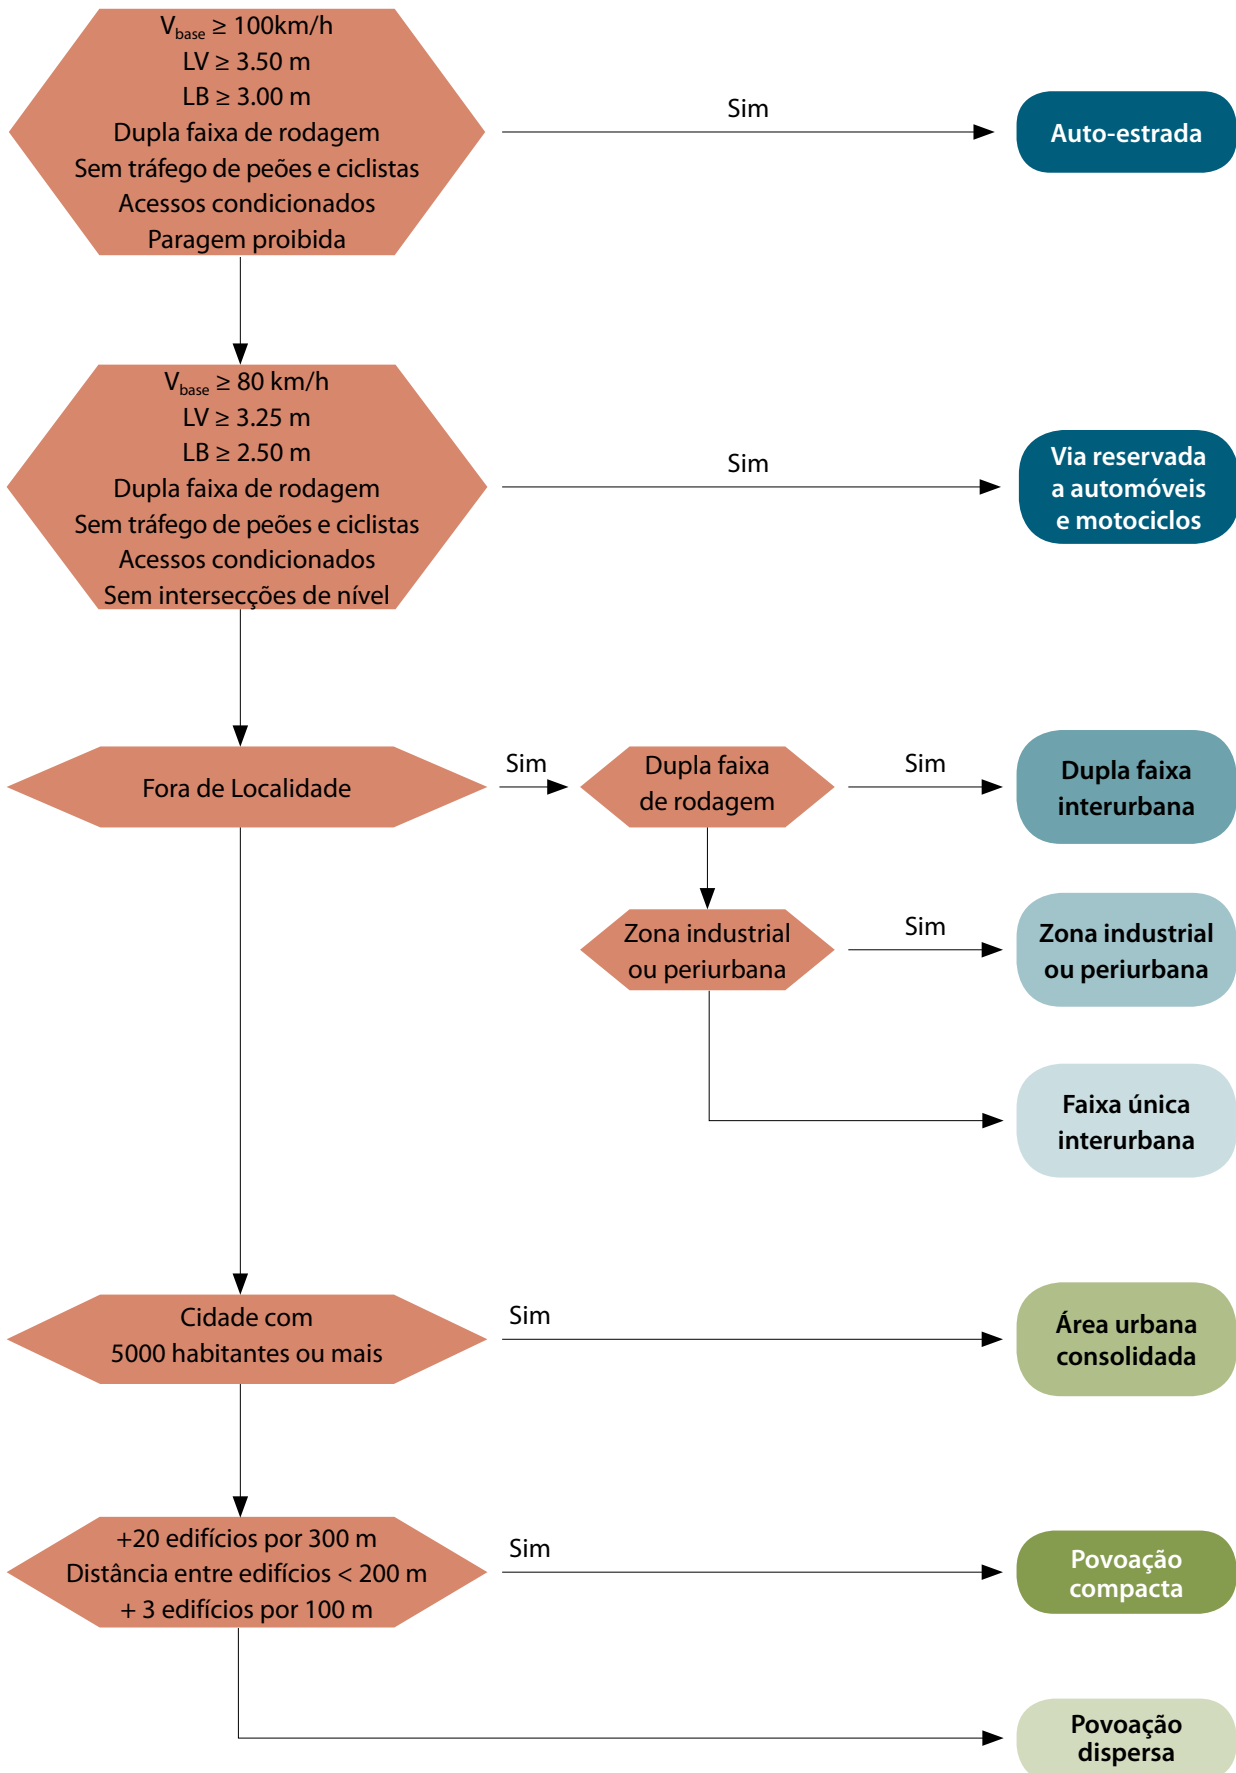 V_base ≥ 100km/h
LV ≥ 3.50 m
LB ≥ 3.00 m
Dupla faixa de rodagem
Sem tráfego de peões e ciclistas
Acessos condicionados
Paragem proibida
Sim
Auto-estrada
V_base ≥ 80 km/h
LV ≥ 3.25 m
LB ≥ 2.50 m
Dupla faixa de rodagem
Sem tráfego de peões e ciclistas
Acessos condicionados
Sem intersecções de nível
Sim
Via reservada
a automóveis
e motociclos
Fora de Localidade
Sim
Dupla faixa
de rodagem
Sim
Dupla faixa
interurbana
Zona industrial
ou periurbana
Sim
Zona industrial
ou periurbana
Faixa única
interurbana
Cidade com
5000 habitantes ou mais
Sim
Área urbana
consolidada
+20 edifícios por 300 m
Distância entre edifícios < 200 m
+ 3 edifícios por 100 m
Sim
Povoação
compacta
Povoação
dispersa